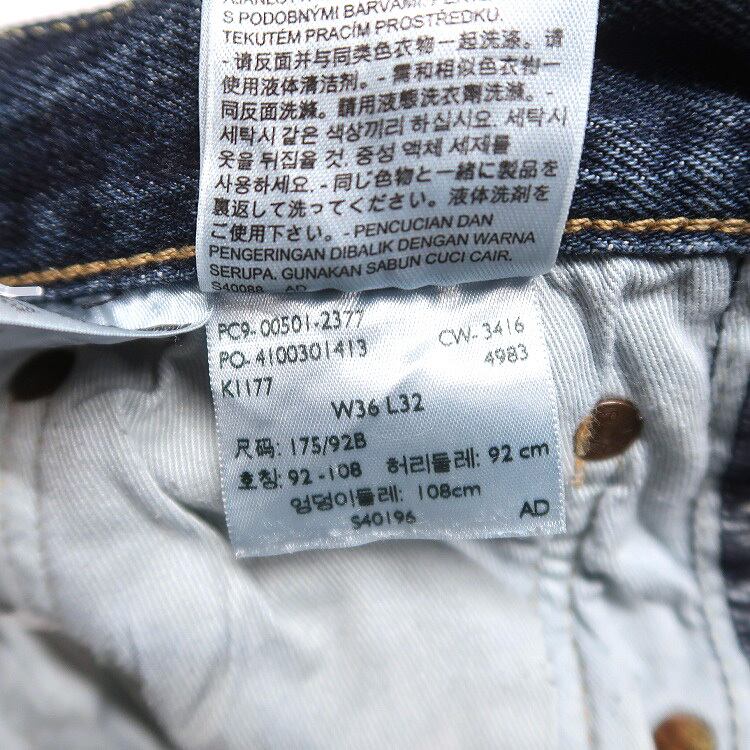 S PODOBNÝMI BARVAMI.
TEKUTÉM PRACÍM PROSTŘEDKU.
- 请反面并与同类色衣物一起洗涤。请
使用液体清洁剂。- 需和相似色衣物一
同反面洗滌。請用液態洗衣劑洗滌。-
세탁시 같은 색상끼리 하십시요. 세탁시
옷을 뒤집을 것. 중성 액체 세제를
사용하세요. - 同じ色物と一緒に製品を
裏返して洗ってください。液体洗剤を
ご使用下さい。- PENCUCIAN DAN
PENGERINGAN DIBALIK DENGAN WARNA
SERUPA. GUNAKAN SABUN CUCI CAIR.
S40088 AD
PC9-00501-2377
PO-4100301413 CW-3416
K1177 4983
W36 L32
尺码: 175/92B
호칭: 92-108 허리둘레: 92 cm
엉덩이둘레: 108cm
S40196 AD